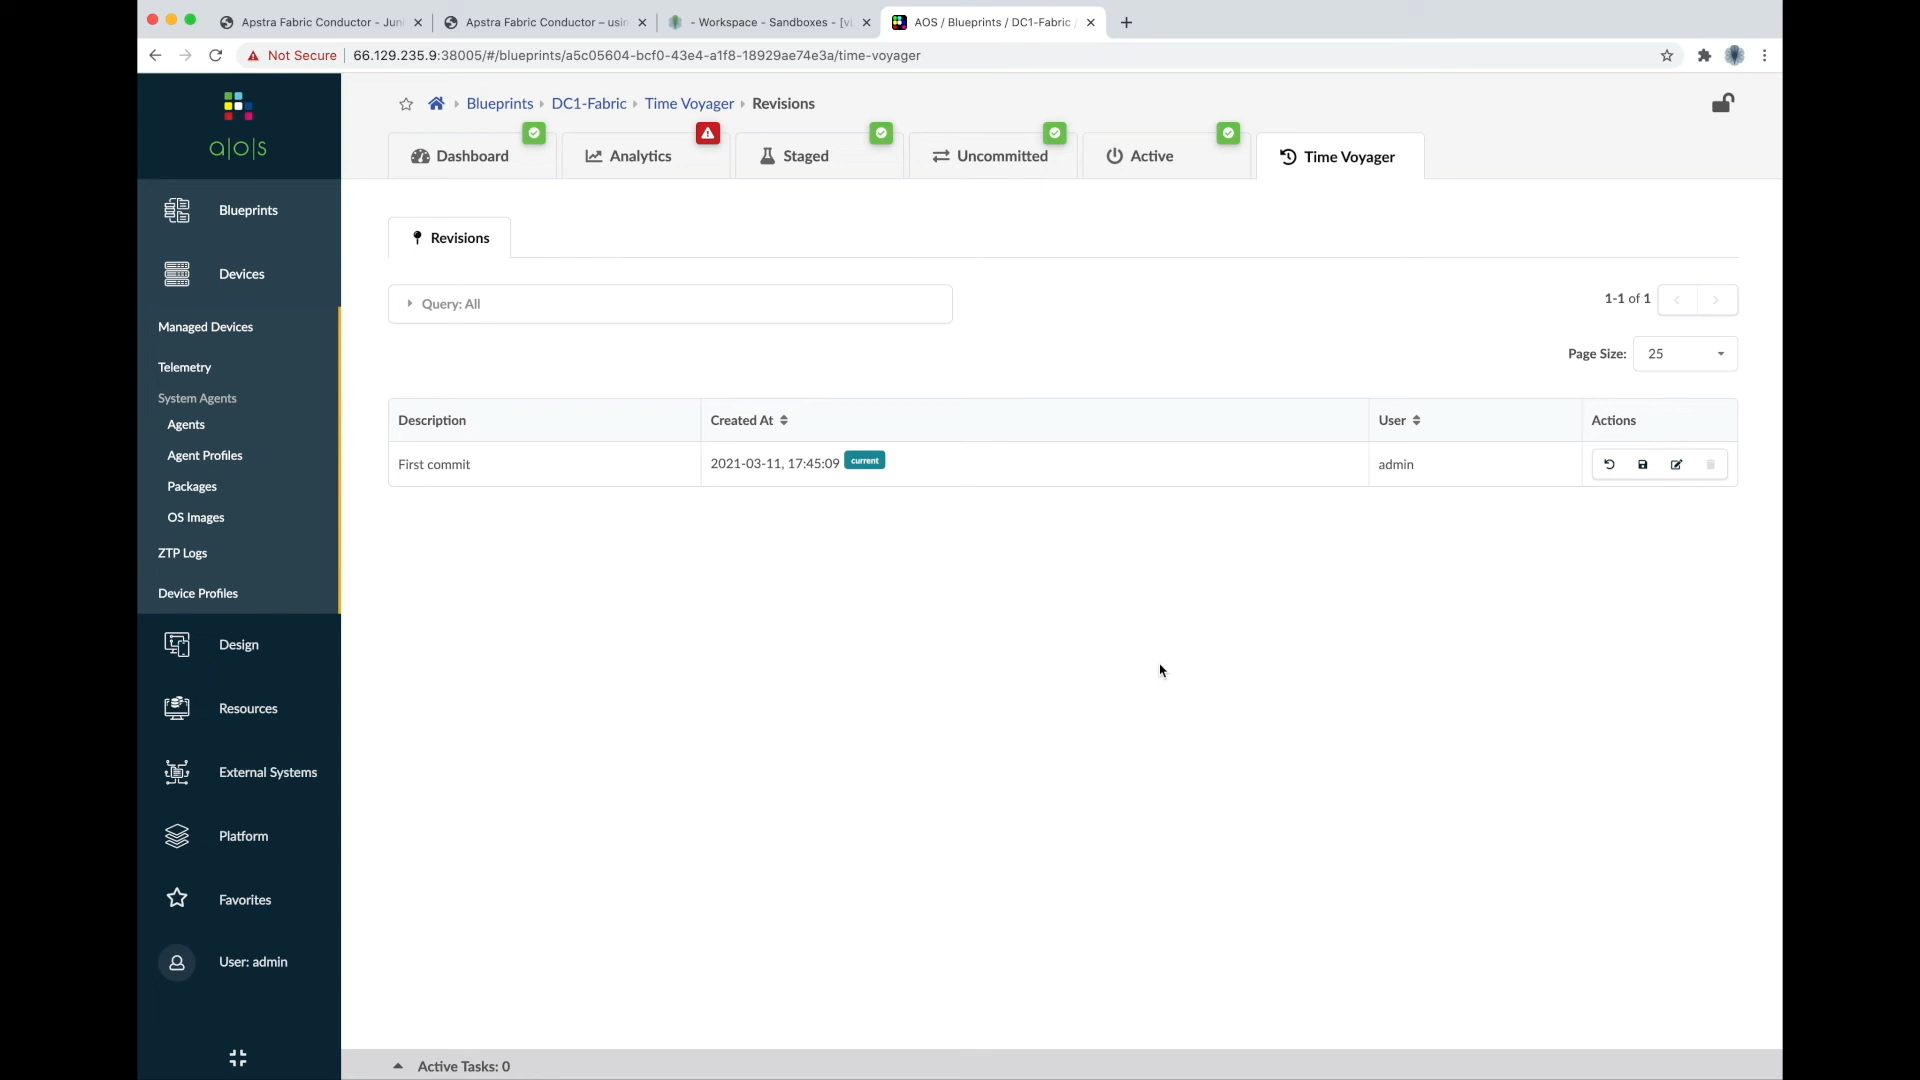 Apstra Fabric Conductor - Juni
Apstra Fabric Conductor – usin
- Workspace - Sandboxes - [vl
AOS / Blueprints / DC1-Fabric /
Not Secure
66.129.235.9:38005/#/blueprints/a5c05604-bcf0-43e4-a1f8-18929ae74e3a/time-voyager
a|o|s
Blueprints
DC1-Fabric
Time Voyager
Revisions
Dashboard
Analytics
Staged
Uncommitted
Active
Time Voyager
Blueprints
Devices
Managed Devices
Telemetry
System Agents
Agents
Agent Profiles
Packages
OS Images
ZTP Logs
Device Profiles
Design
Resources
External Systems
Platform
Favorites
User: admin
Revisions
Query: All
1-1 of 1
Page Size: 25
Description Created At User Actions
First commit 2021-03-11, 17:45:09 current admin
Active Tasks: 0